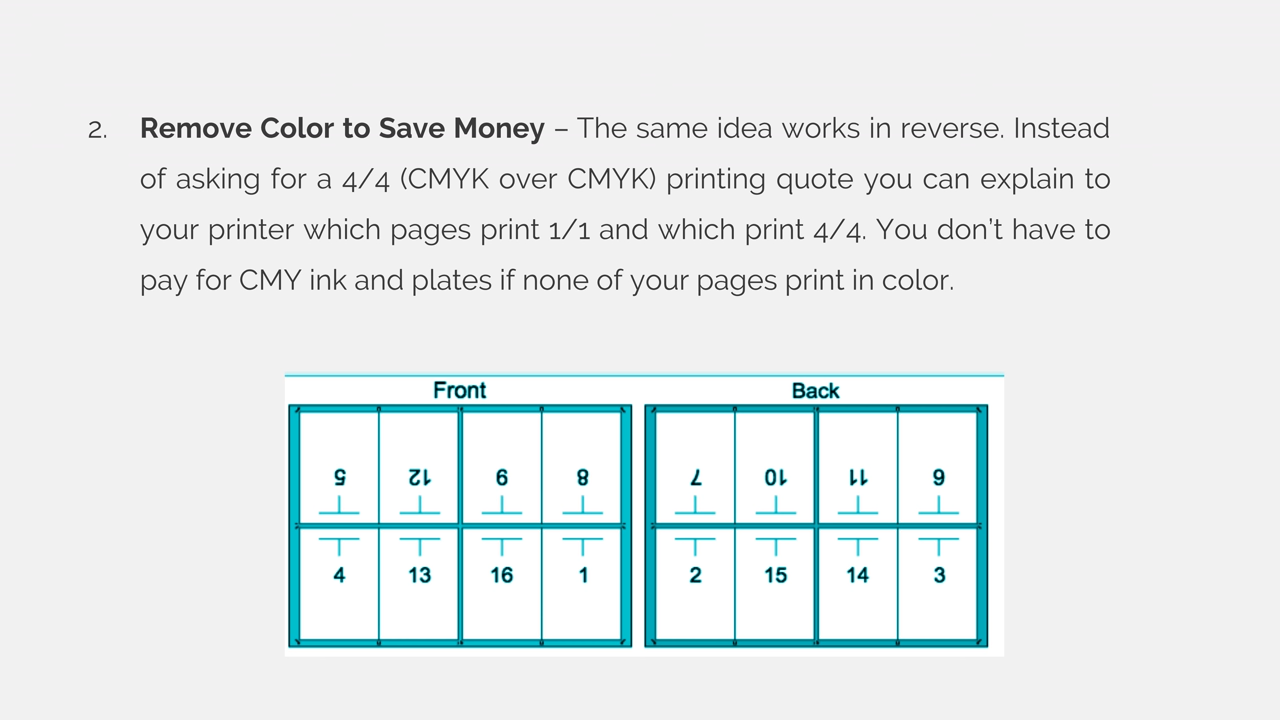 2. Remove Color to Save Money – The same idea works in reverse. Instead
of asking for a 4/4 (CMYK over CMYK) printing quote you can explain to
your printer which pages print 1/1 and which print 4/4. You don’t have to
pay for CMY ink and plates if none of your pages print in color.
Front Back
5 12 9 8 7 10 11 6
4 13 16 1 2 15 14 3